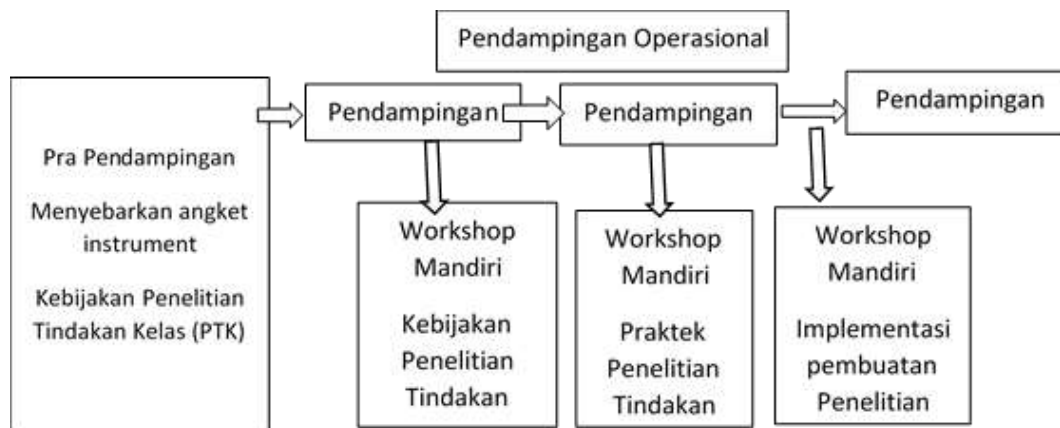 Pendampingan Operasional
Pra Pendampingan
Menyebarkan angket
instrument
Kebijakan Penelitian
Tindakan Kelas (PTK)
Pendampingan
Pendampingan
Pendampingan
Workshop
Mandiri
Kebijakan
Penelitian
Tindakan
Workshop
Mandiri
Praktek
Penelitian
Tindakan
Workshop
Mandiri
Implementasi
pembuatan
Penelitian